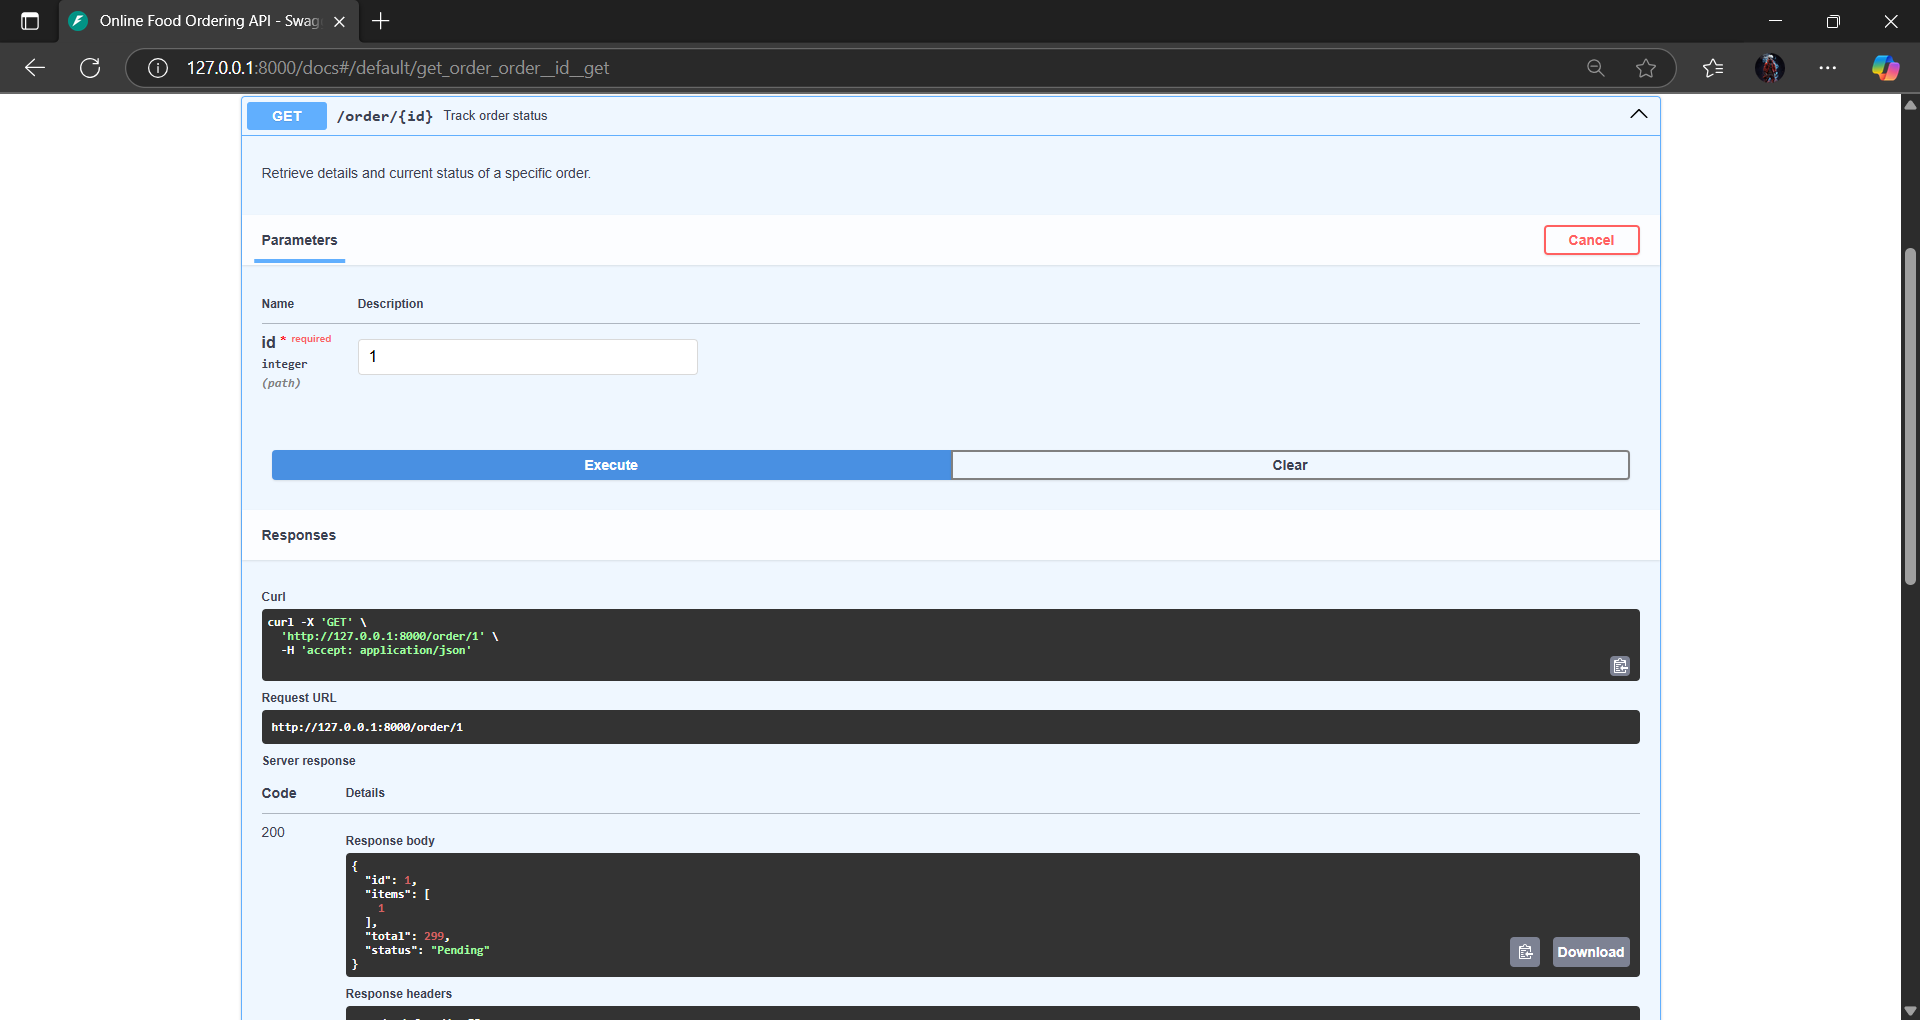 Online Food Ordering API - Swag
127.0.0.1:8000/docs#/default/get_order_order__id__get
GET /order/{id} Track order status
Retrieve details and current status of a specific order.
Parameters
Cancel
Name Description
id * required
1
integer
(path)
Execute
Clear
Responses
Curl
curl -X 'GET' \
'http://127.0.0.1:8000/order/1' \
-H 'accept: application/json'
Request URL
http://127.0.0.1:8000/order/1
Server response
Code Details
200
Response body
{
"id": 1,
"items": [
1
],
"total": 299,
"status": "Pending"
}
Download
Response headers